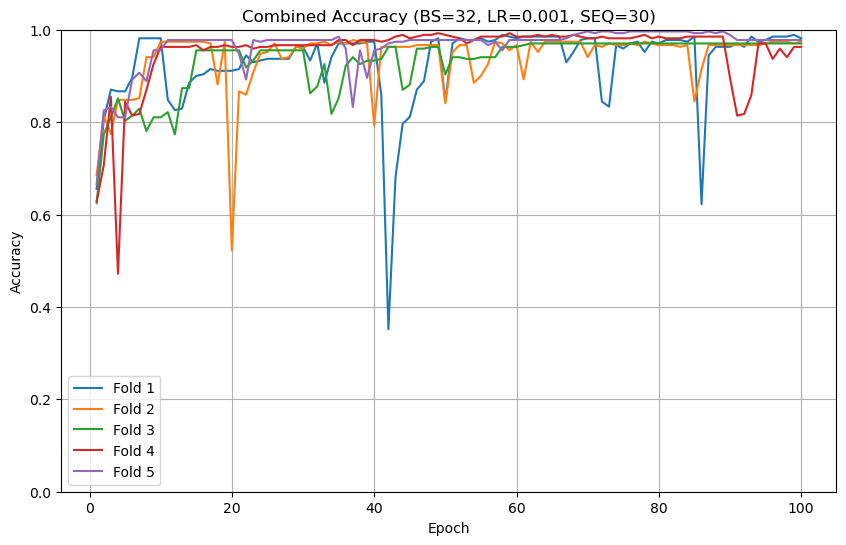 Combined Accuracy (BS=32, LR=0.001, SEQ=30)
1.0
0.8
0.6
0.4
0.2
0.0
Accuracy
Fold 1
Fold 2
Fold 3
Fold 4
Fold 5
0 20 40 60 80 100
Epoch